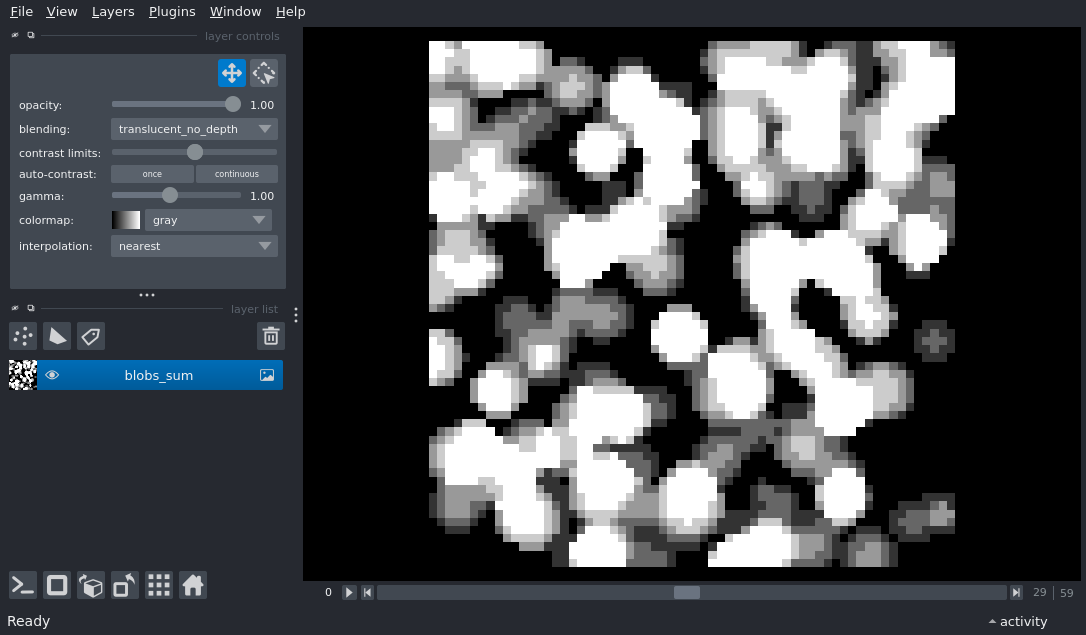 File View Layers Plugins Window Help
layer controls
opacity: 1.00
blending: translucent_no_depth
contrast limits:
auto-contrast: once continuous
gamma: 1.00
colormap: gray
interpolation: nearest
layer list
blobs_sum
0 29 59
Ready activity